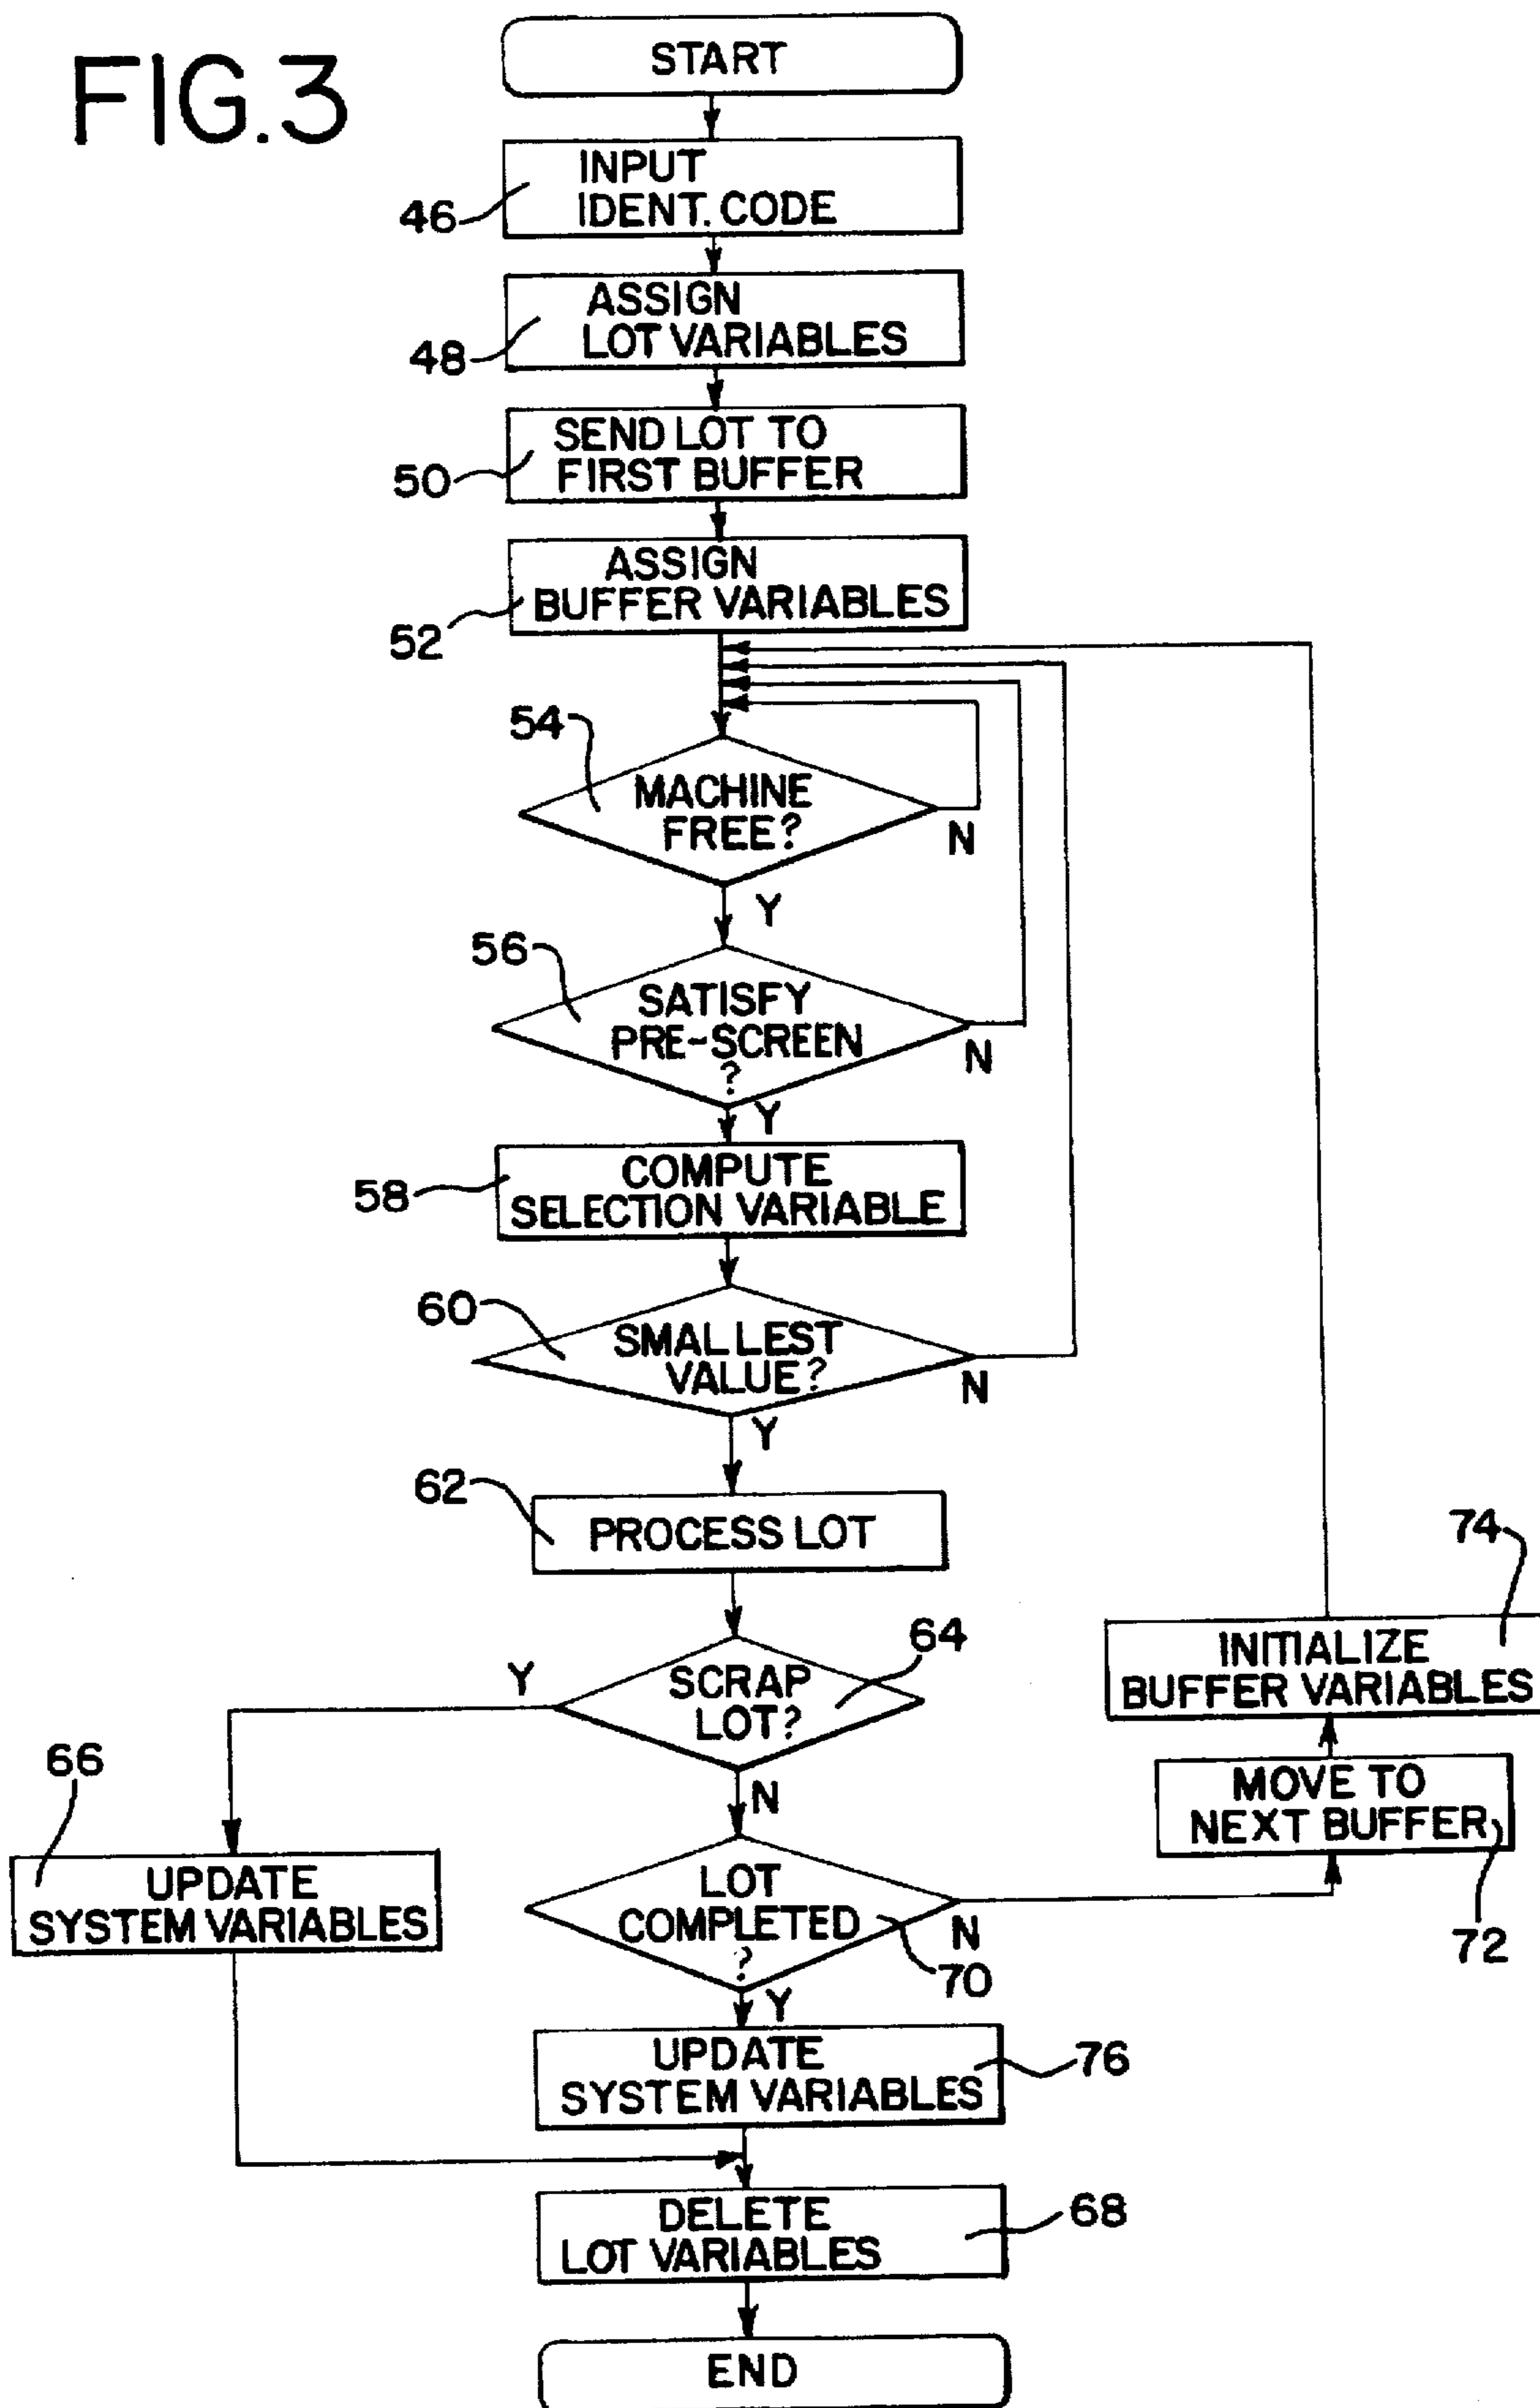 FIG.3
START
INPUT
IDENT. CODE
46
ASSIGN
LOT VARIABLES
48
SEND LOT TO
FIRST BUFFER
50
ASSIGN
BUFFER VARIABLES
52
54
MACHINE
FREE?
N
Y
56
SATISFY
PRE-SCREEN
?
N
Y
COMPUTE
SELECTION VARIABLE
58
60
SMALLEST
VALUE?
N
Y
62
PROCESS LOT
74
64
INITIALIZE
BUFFER VARIABLES
SCRAP
LOT?
Y
N
66
MOVE TO
NEXT BUFFER
72
UPDATE
SYSTEM VARIABLES
LOT
COMPLETED
?
N
70
Y
UPDATE
SYSTEM VARIABLES
76
DELETE
LOT VARIABLES
68
END